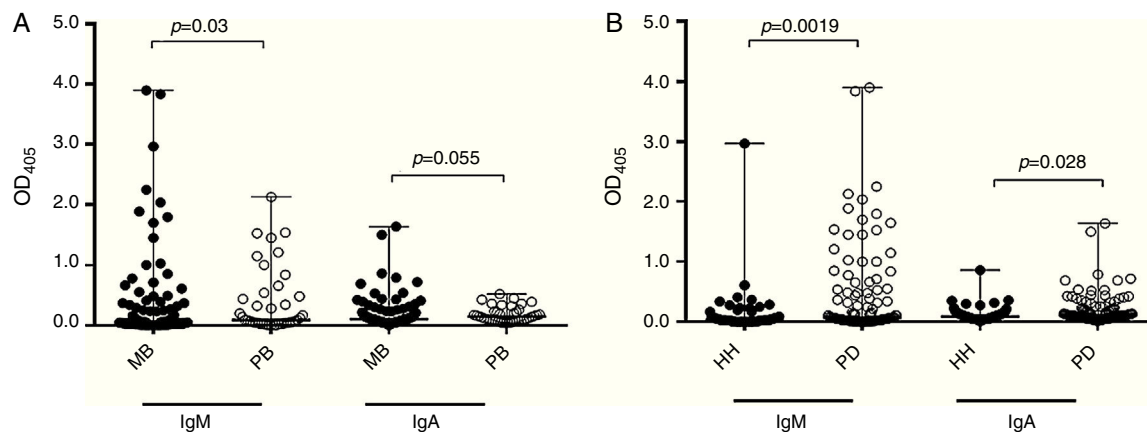 A
5.0
4.0
3.0
2.0
1.0
0.0
OD405
p=0.03
p=0.055
MB
PB
MB
PB
IgM
IgA
B
5.0
4.0
3.0
2.0
1.0
0.0
OD405
p=0.0019
p=0.028
HH
PD
HH
PD
IgM
IgA